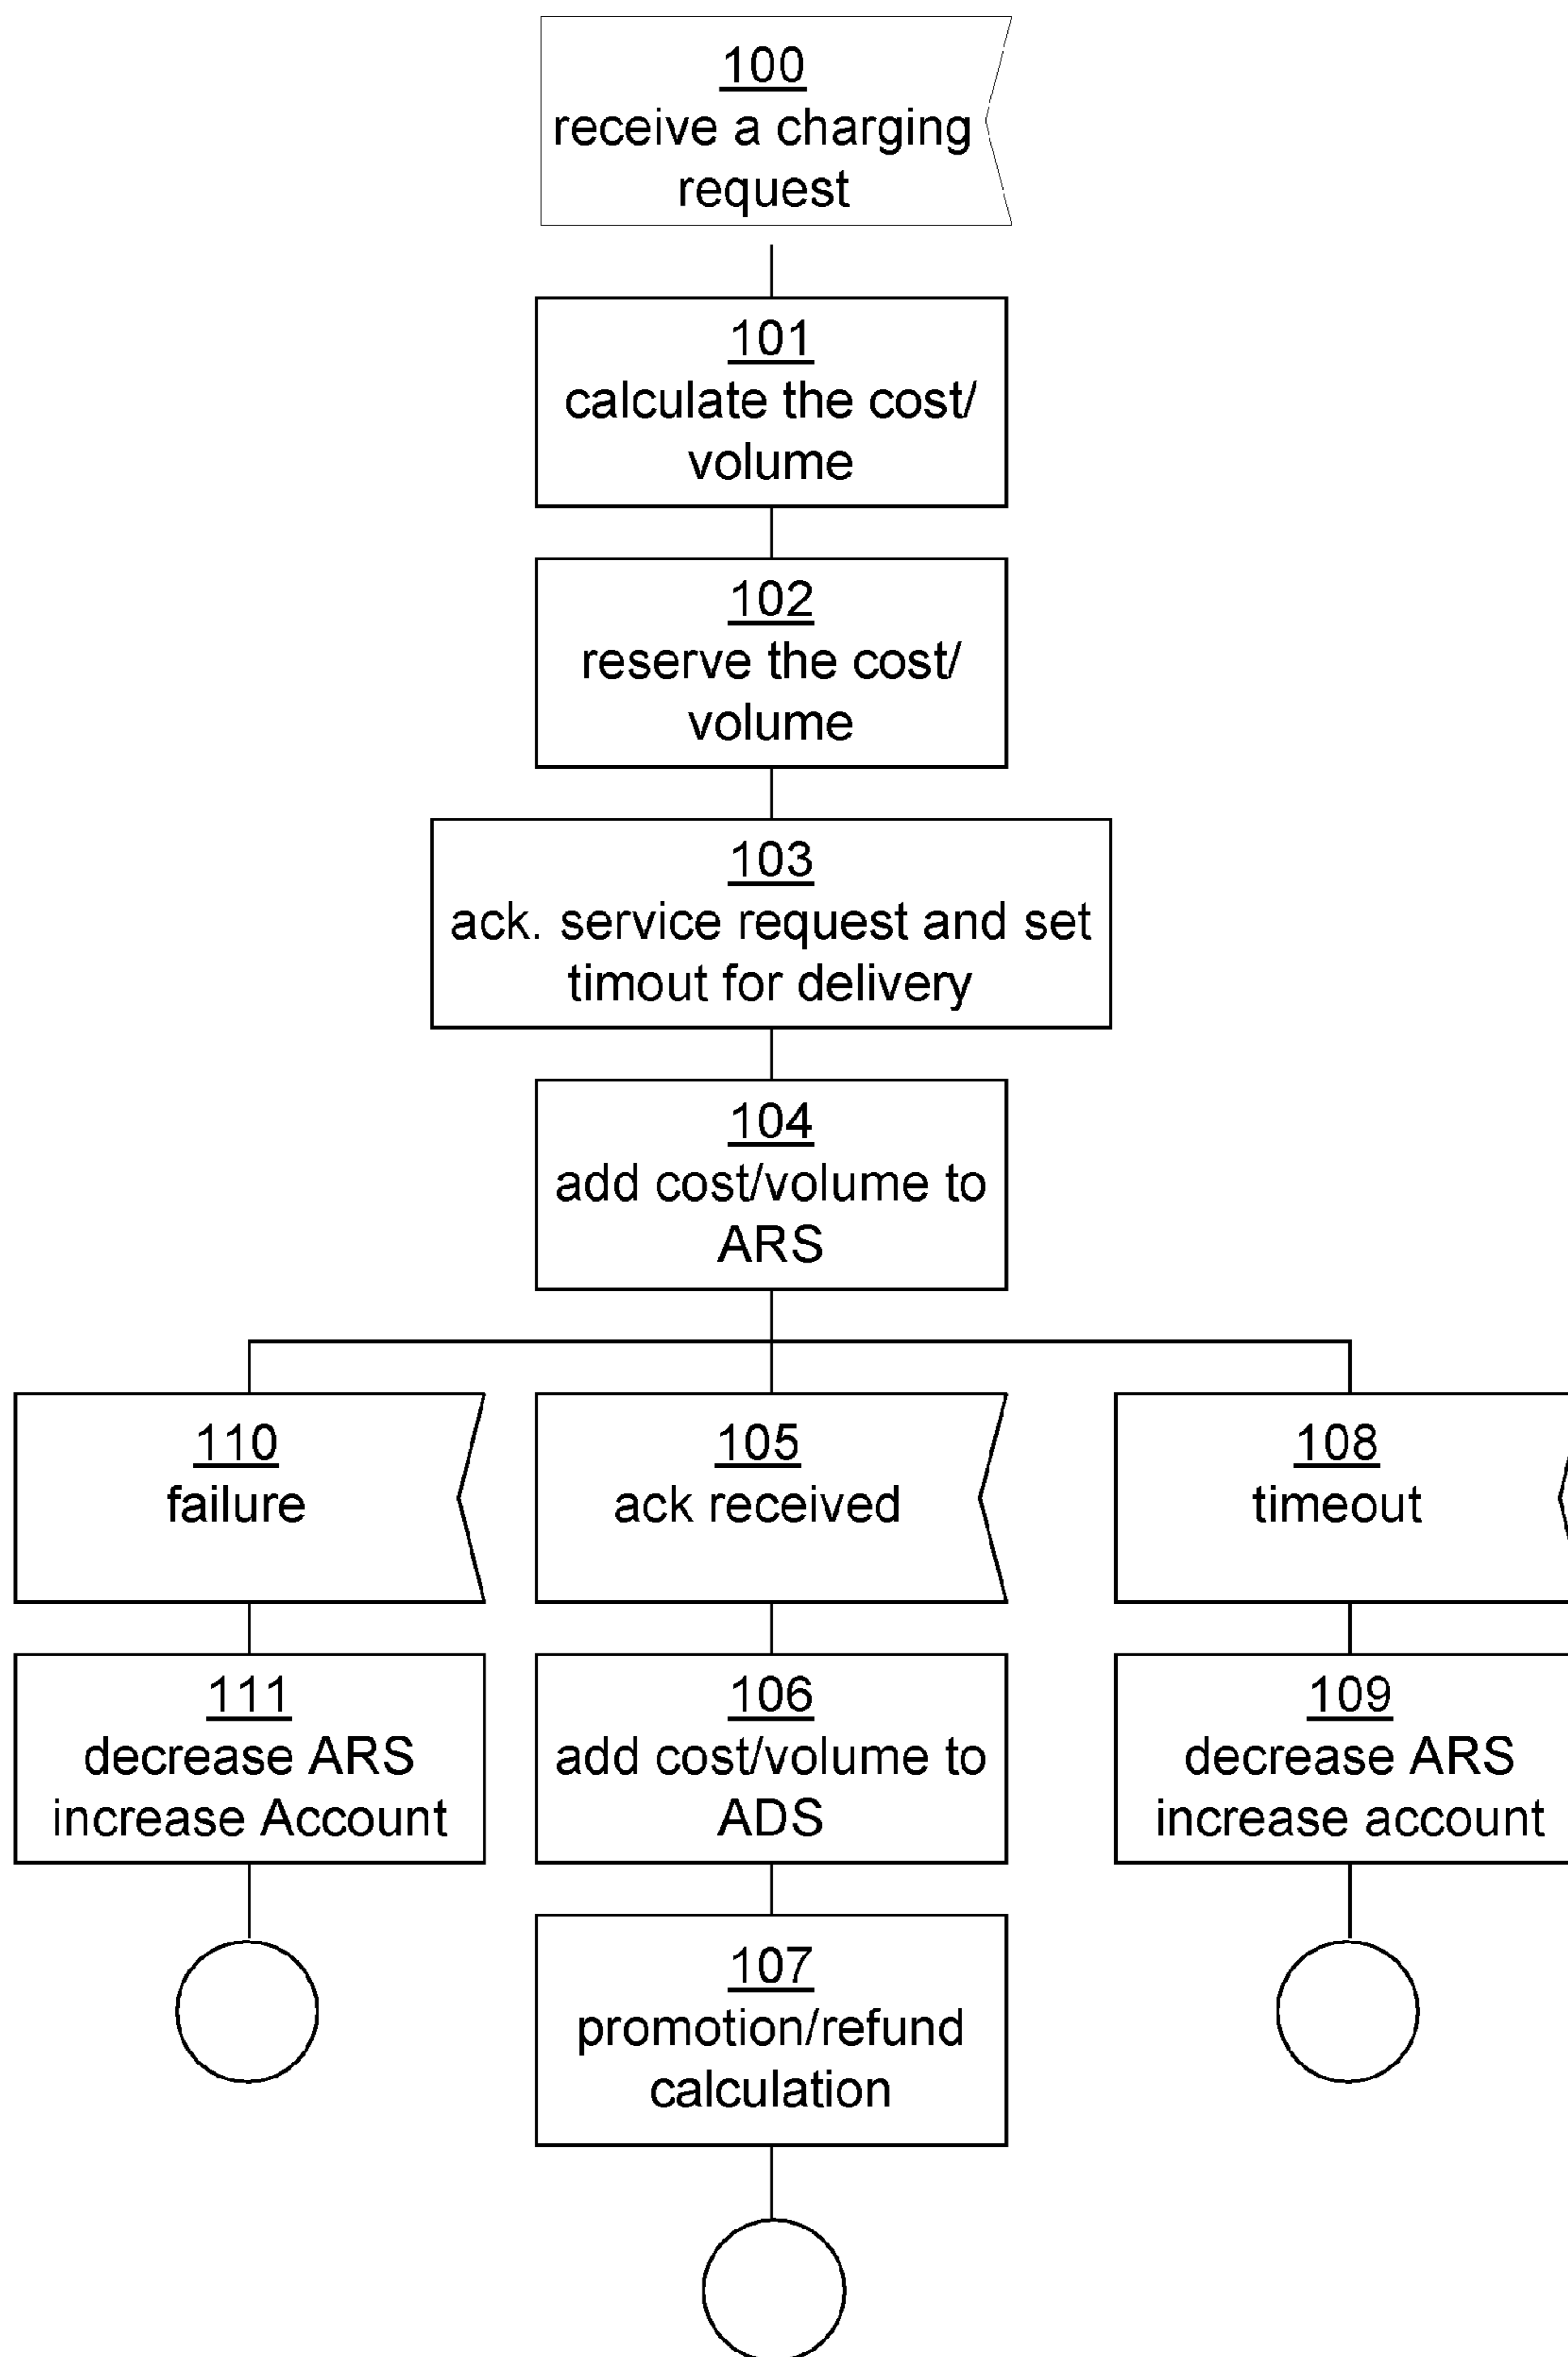 100
receive a charging
request
101
calculate the cost/
volume
102
reserve the cost/
volume
103
ack. service request and set
timout for delivery
104
add cost/volume to
ARS
110
failure
105
ack received
108
timeout
111
decrease ARS
increase Account
106
add cost/volume to
ADS
109
decrease ARS
increase account
107
promotion/refund
calculation